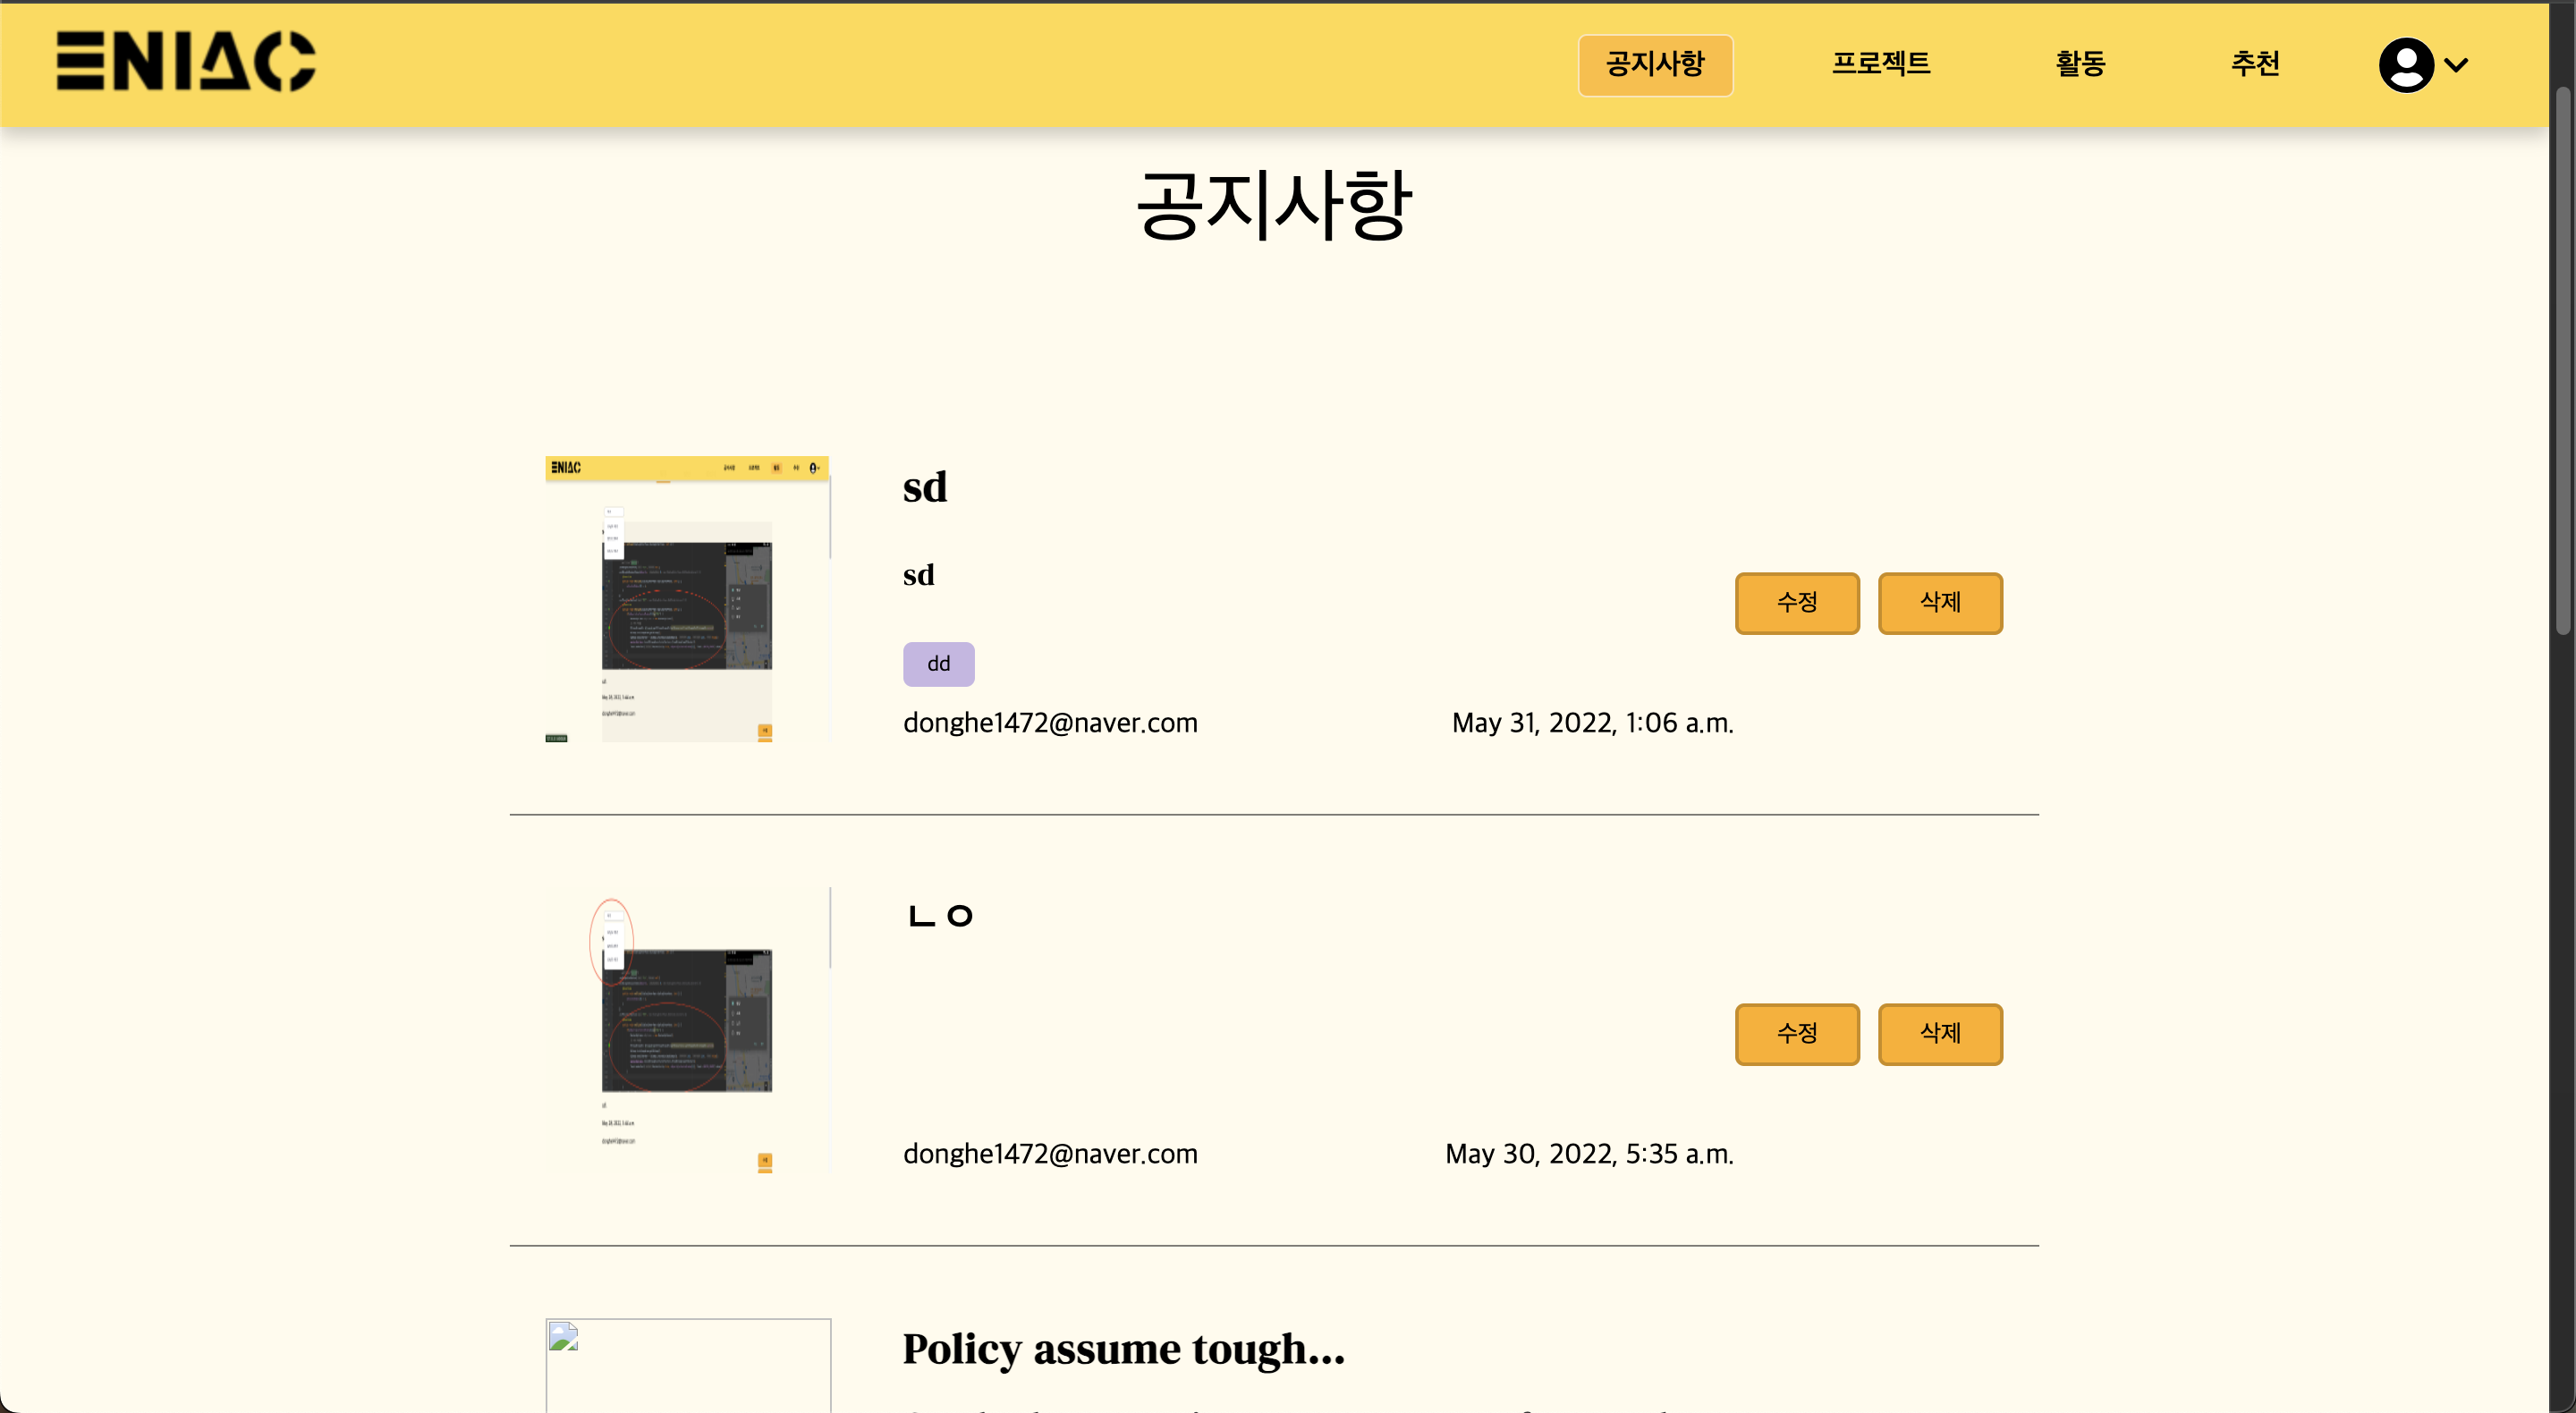 ENIAC
공지사항 프로젝트 활동 추천
공지사항
ENIAC
sd
sd
수정 삭제
dd
donghe1472@naver.com May 31, 2022, 1:06 a.m.
ㄴㅇ
수정 삭제
donghe1472@naver.com May 30, 2022, 5:35 a.m.
Policy assume tough...